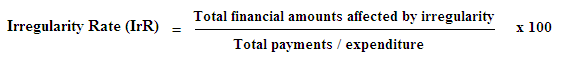 Total financial amounts affected by irregularity
Irregularity Rate (IrR) = x 100
Total payments / expenditure